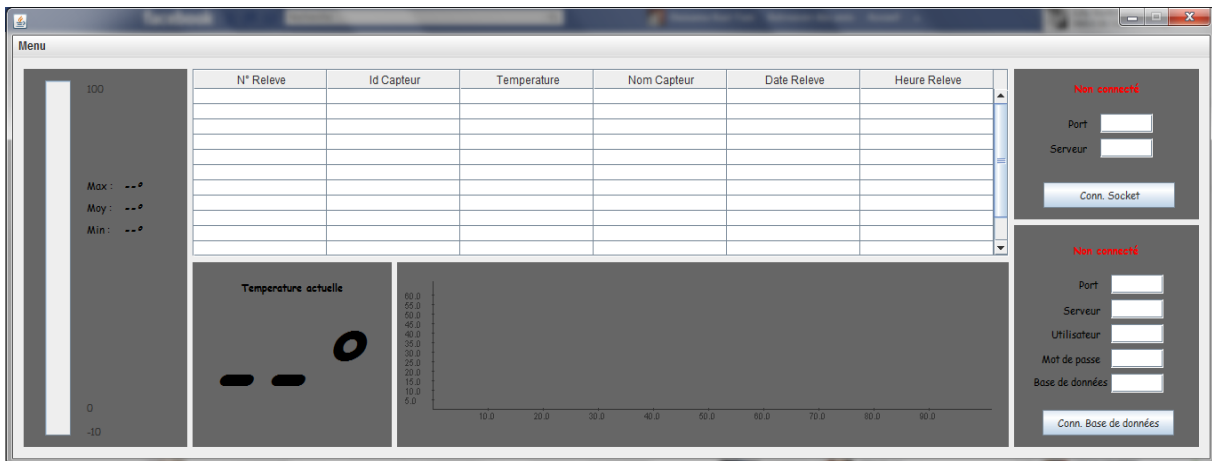 facebook
Menu
100
Max : --°
Moy : --°
Min : --°
0
-10
N° Releve Id Capteur Temperature Nom Capteur Date Releve Heure Releve
Temperature actuelle
-- °
60.0
55.0
50.0
45.0
40.0
35.0
30.0
25.0
20.0
15.0
10.0
5.0
10.0 20.0 30.0 40.0 50.0 60.0 70.0 80.0 90.0
Non connecté
Port
Serveur
Conn. Socket
Non connecté
Port
Serveur
Utilisateur
Mot de passe
Base de données
Conn. Base de données